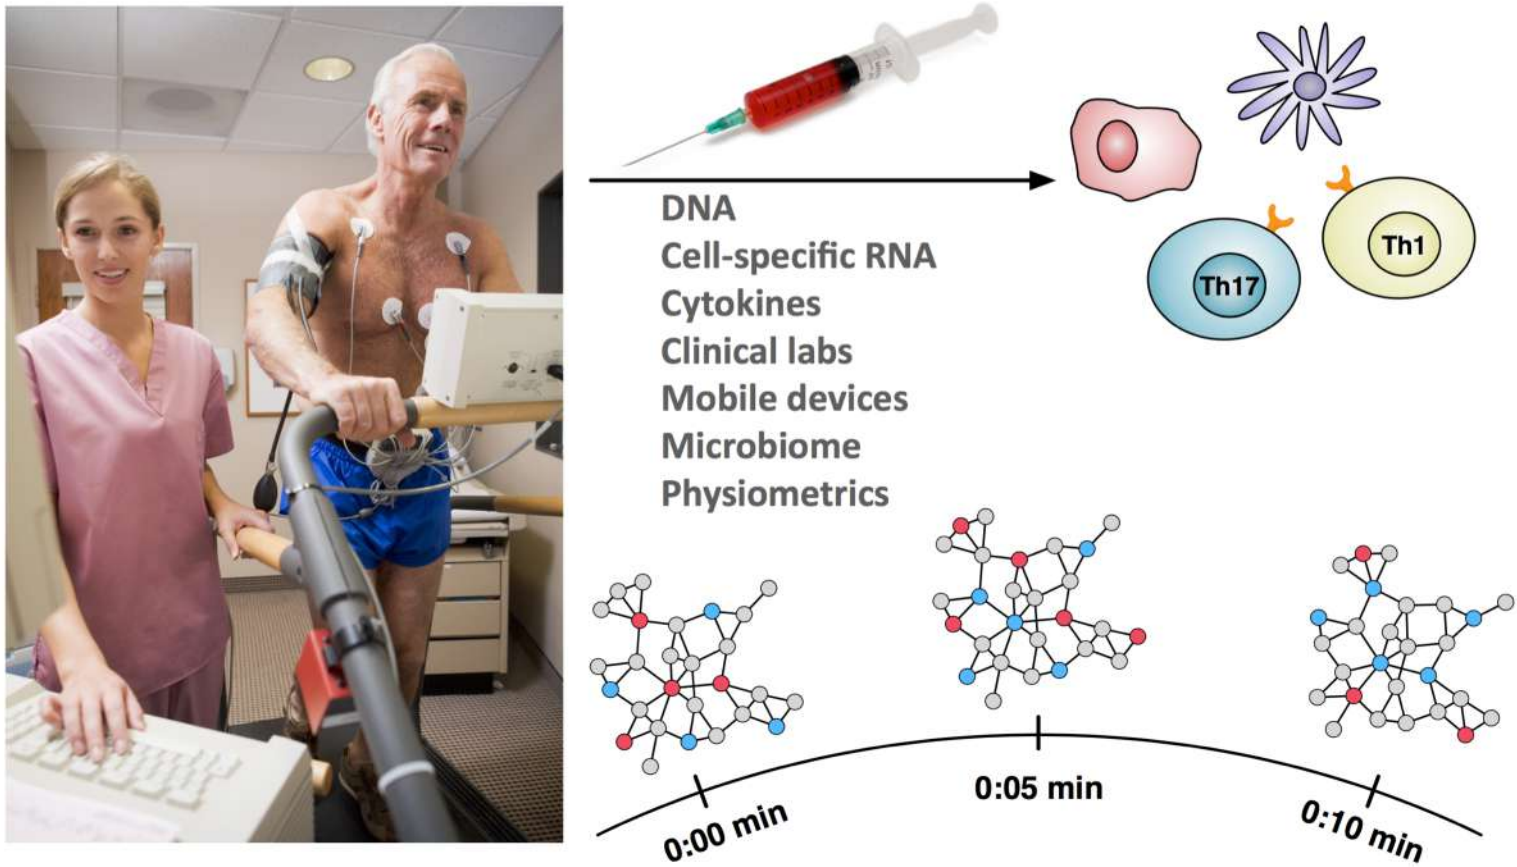 DNA
Cell-specific RNA
Cytokines
Clinical labs
Mobile devices
Microbiome
Physiometrics
Th17
Th1
0:00 min
0:05 min
0:10 min